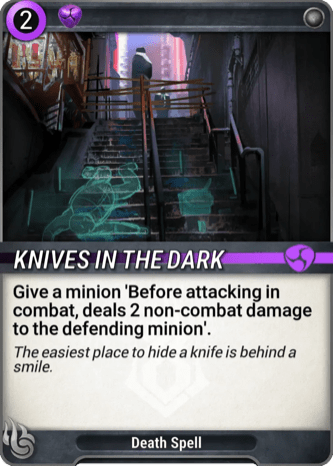 2
KNIVES IN THE DARK
Give a minion 'Before attacking in
combat, deals 2 non-combat damage
to the defending minion'.
The easiest place to hide a knife is behind a
smile.
Death Spell